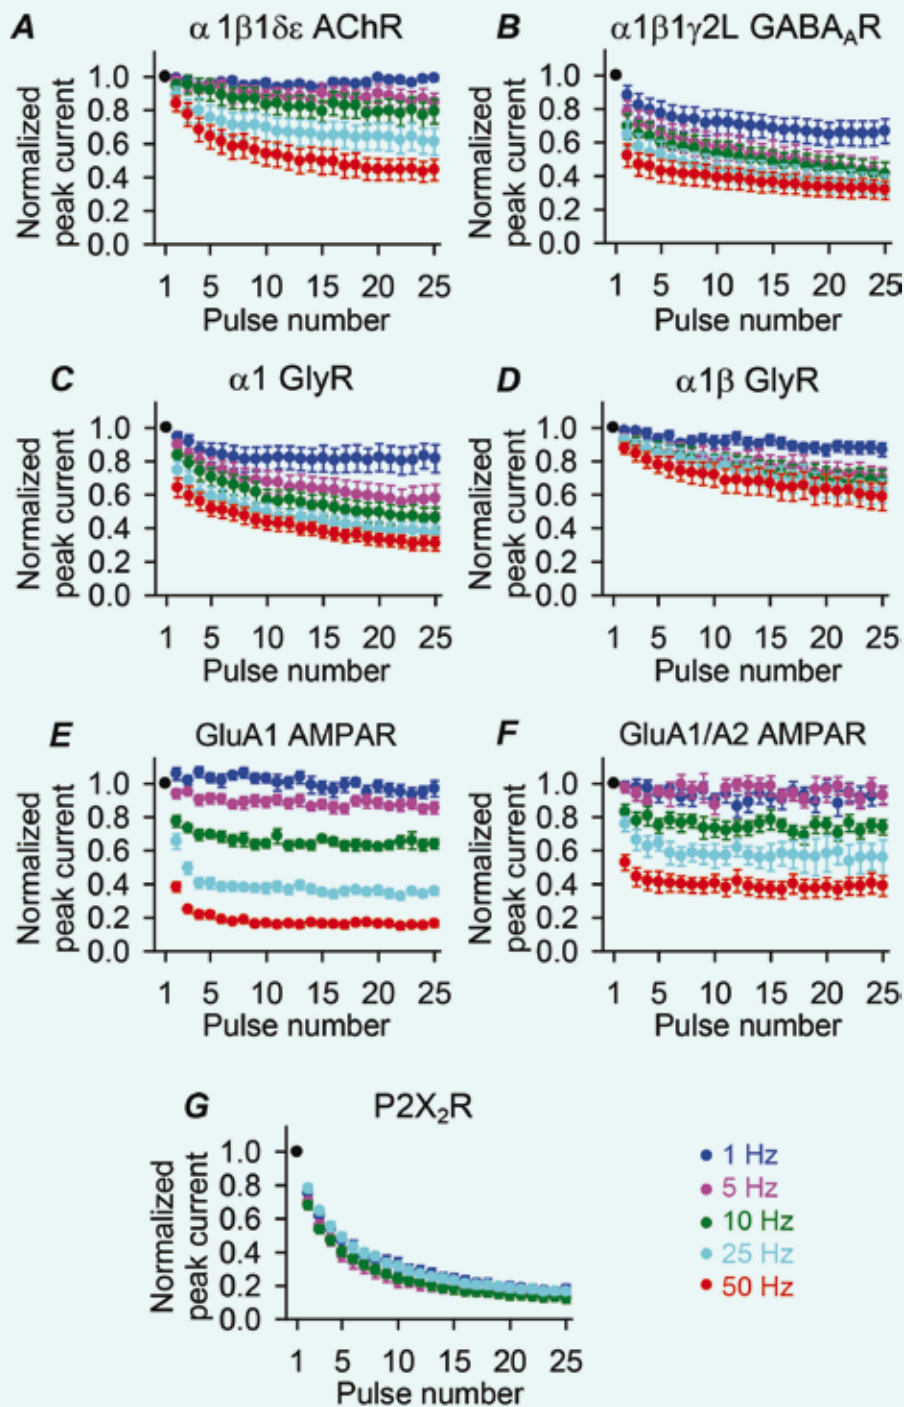 A α 1β1δε AChR
Normalized
peak current
1.0
0.8
0.6
0.4
0.2
0.0
1 5 10 15 20 25
Pulse number
B α1β1γ2L GABA_AR
Normalized
peak current
1.0
0.8
0.6
0.4
0.2
0.0
1 5 10 15 20 25
Pulse number
C α1 GlyR
Normalized
peak current
1.0
0.8
0.6
0.4
0.2
0.0
1 5 10 15 20 25
Pulse number
D α1β GlyR
Normalized
peak current
1.0
0.8
0.6
0.4
0.2
0.0
1 5 10 15 20 25
Pulse number
E GluA1 AMPAR
Normalized
peak current
1.0
0.8
0.6
0.4
0.2
0.0
1 5 10 15 20 25
Pulse number
F GluA1/A2 AMPAR
Normalized
peak current
1.0
0.8
0.6
0.4
0.2
0.0
1 5 10 15 20 25
Pulse number
G P2X₂R
Normalized
peak current
1.0
0.8
0.6
0.4
0.2
0.0
1 5 10 15 20 25
Pulse number
1 Hz
5 Hz
10 Hz
25 Hz
50 Hz